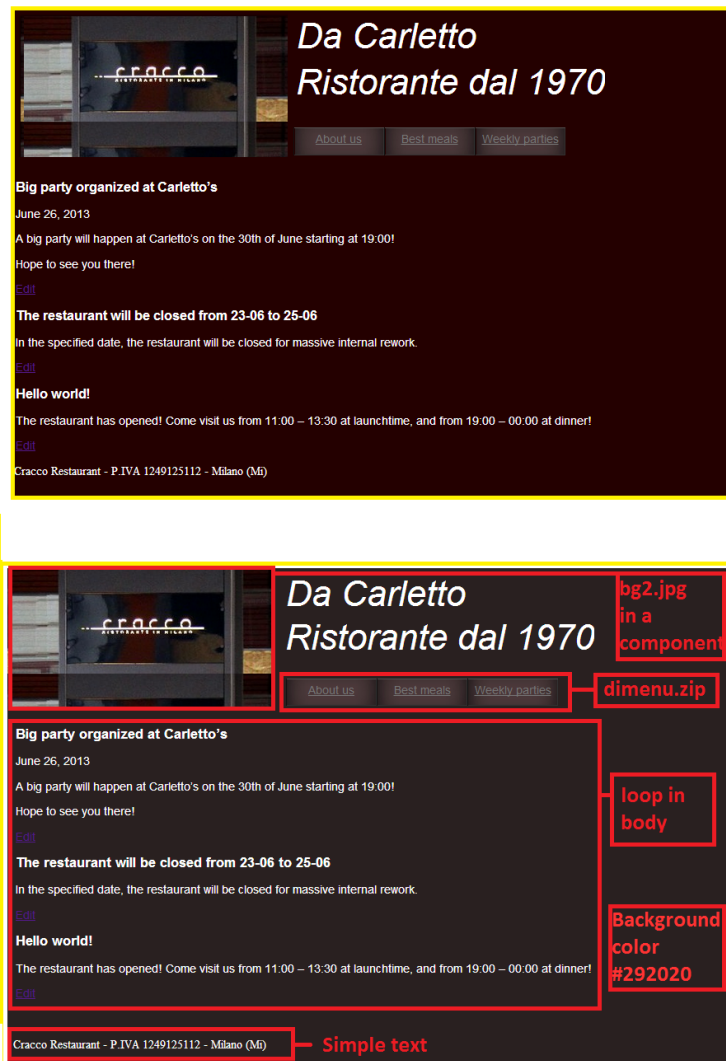 cracco
RISTORANTE IN MILANO
Da Carletto
Ristorante dal 1970
About us Best meals Weekly parties
Big party organized at Carletto’s
June 26, 2013
A big party will happen at Carletto’s on the 30th of June starting at 19:00!
Hope to see you there!
Edit
The restaurant will be closed from 23-06 to 25-06
In the specified date, the restaurant will be closed for massive internal rework.
Edit
Hello world!
The restaurant has opened! Come visit us from 11:00 – 13:30 at launchtime, and from 19:00 – 00:00 at dinner!
Edit
Cracco Restaurant - P.IVA 1249125112 - Milano (Mi)
cracco
RISTORANTE IN MILANO
Da Carletto
Ristorante dal 1970
bg2.jpg
in a
component
About us Best meals Weekly parties
dimenu.zip
Big party organized at Carletto’s
June 26, 2013
A big party will happen at Carletto’s on the 30th of June starting at 19:00!
Hope to see you there!
Edit
The restaurant will be closed from 23-06 to 25-06
In the specified date, the restaurant will be closed for massive internal rework.
Edit
Hello world!
The restaurant has opened! Come visit us from 11:00 – 13:30 at launchtime, and from 19:00 – 00:00 at dinner!
Edit
loop in
body
Background
color
#292020
Cracco Restaurant - P.IVA 1249125112 - Milano (Mi)
Simple text